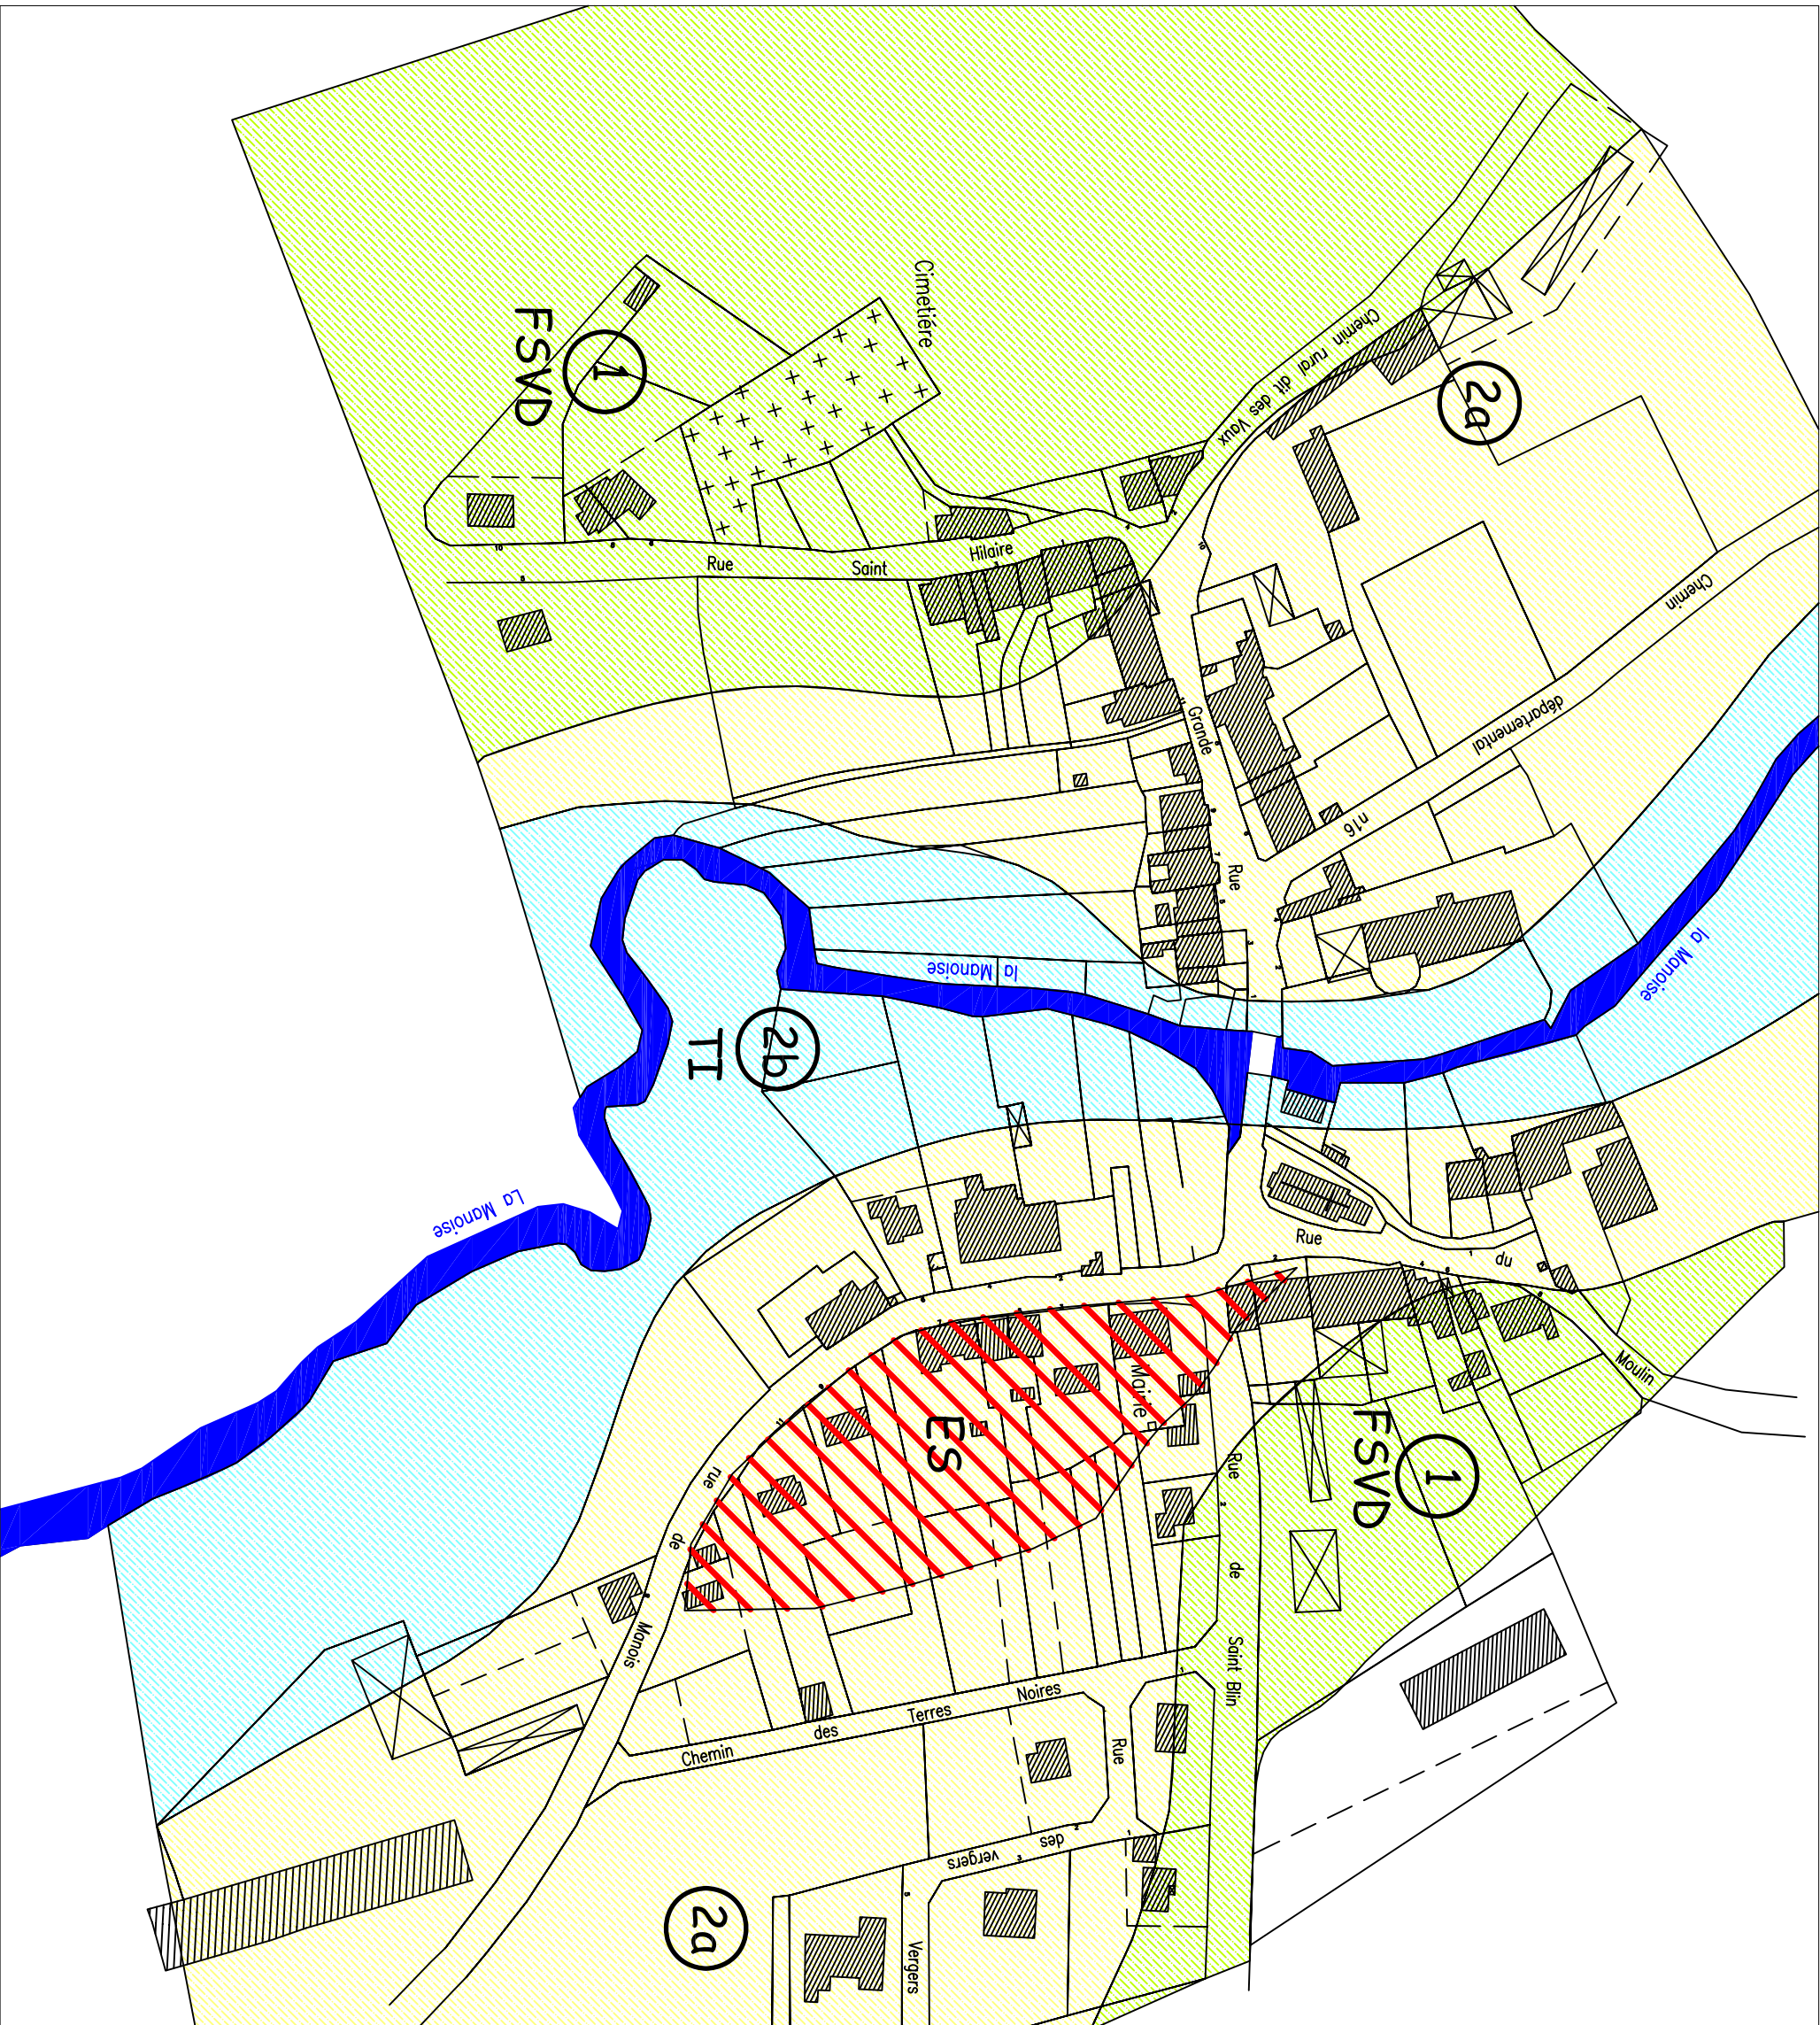 Cimetière
1
FSVD
2a
Chemin rural dit des Vaux
Rue Saint Hilaire
Chemin départemental n16
Grande Rue
la Manoise
la Manoise
2b
TI
La Manoise
Rue du Moulin
Mairie
ES
1
FSVD
rue de Manois
Rue de Saint Blin
Chemin des Terres Noires
Rue des vergers
Vergers
2a